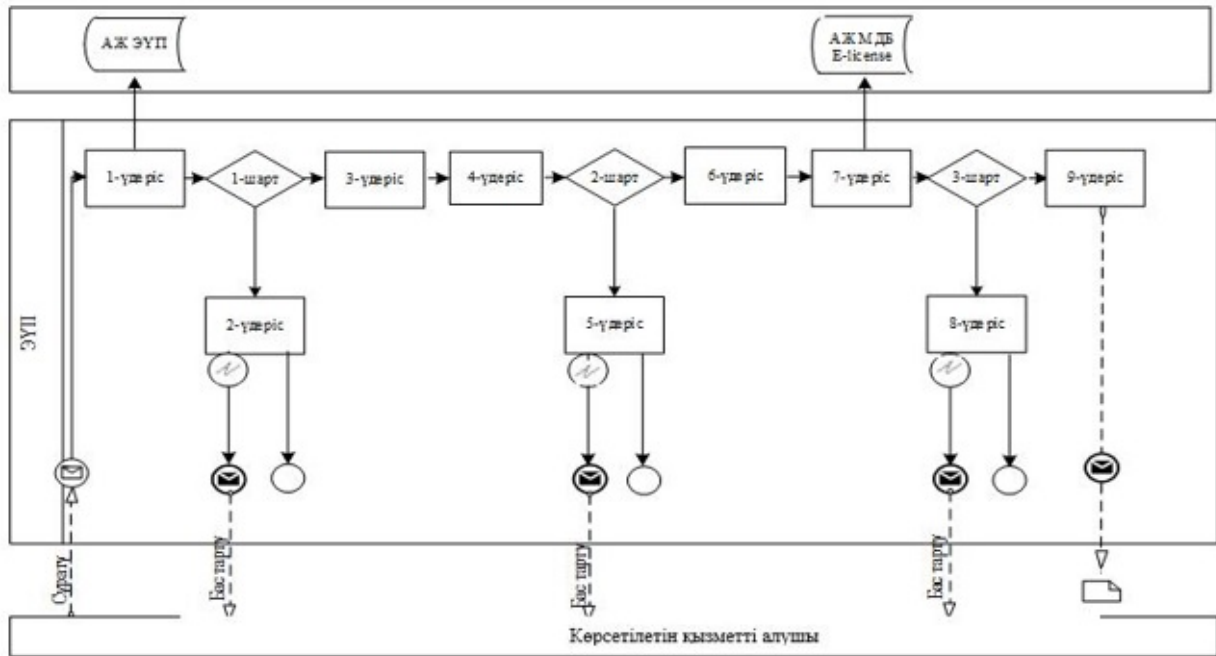 АЖ ЭҮП
АЖ МДБ
E-license
1-үдеріс
1-шарт
3-үдеріс
4-үдеріс
2-шарт
6-үдеріс
7-үдеріс
3-шарт
9-үдеріс
2-үдеріс
5-үдеріс
8-үдеріс
ЭҮП
Сұрату
Бас тарту
Бас тарту
Бас тарту
Көрсетілетін қызметті алушы